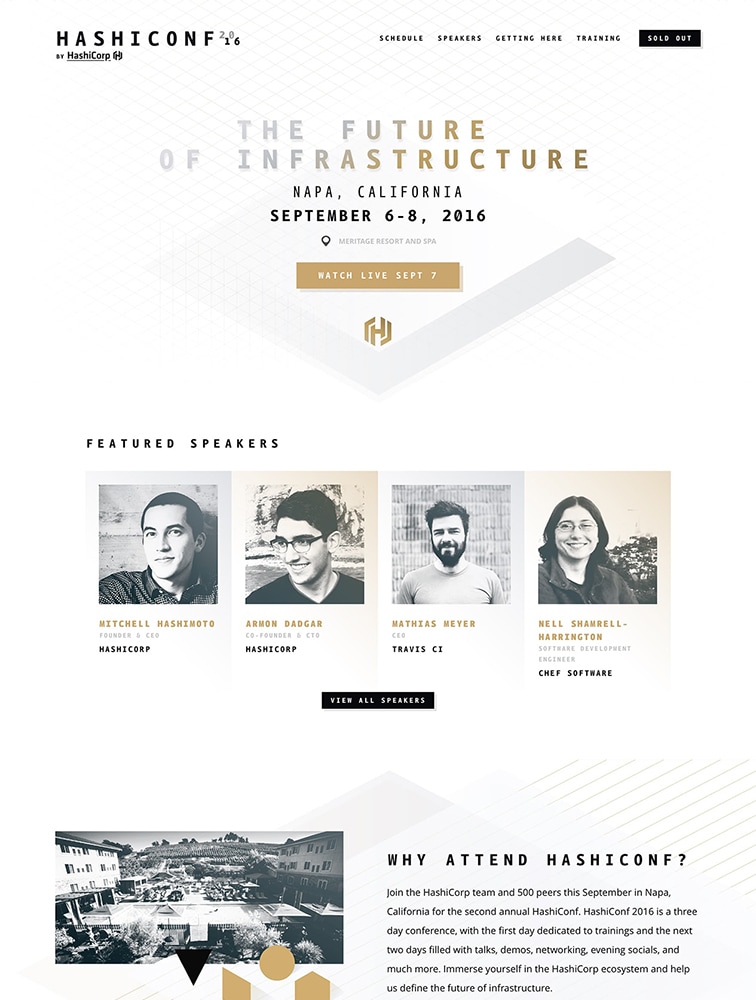 HASHICONF 2016
BY HashiCorp
SCHEDULE SPEAKERS GETTING HERE TRAINING SOLD OUT
THE FUTURE
OF INFRASTRUCTURE
NAPA, CALIFORNIA
SEPTEMBER 6-8, 2016
MERITAGE RESORT AND SPA
WATCH LIVE SEPT 7
FEATURED SPEAKERS
MITCHELL HASHIMOTO
FOUNDER & CEO
HASHICORP
ARMON DADGAR
CO-FOUNDER & CTO
HASHICORP
MATHIAS MEYER
CEO
TRAVIS CI
NELL SHAMRELL-
HARRINGTON
SOFTWARE DEVELOPMENT
ENGINEER
CHEF SOFTWARE
VIEW ALL SPEAKERS
WHY ATTEND HASHICONF?
Join the HashiCorp team and 500 peers this September in Napa,
California for the second annual HashiConf. HashiConf 2016 is a three
day conference, with the first day dedicated to trainings and the next
two days filled with talks, demos, networking, evening socials, and
much more. Immerse yourself in the HashiCorp ecosystem and help
us define the future of infrastructure.